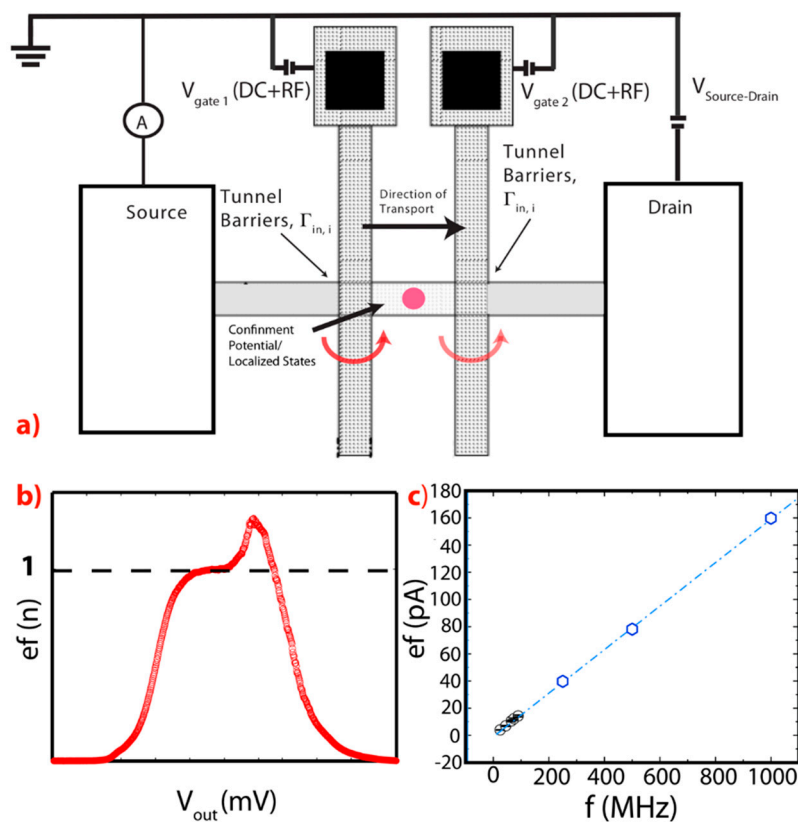 V_gate 1 (DC+RF)
V_gate 2 (DC+RF)
V_Source-Drain
A
Source
Tunnel
Barriers, Γ_in, i
Direction of
Transport
Tunnel
Barriers,
Γ_in, i
Drain
Confinment
Potential/
Localized States
a)
b)
1
ef (n)
V_out (mV)
c)
180
160
140
120
100
80
60
40
20
0
-20
ef (pA)
0 200 400 600 800 1000
f (MHz)